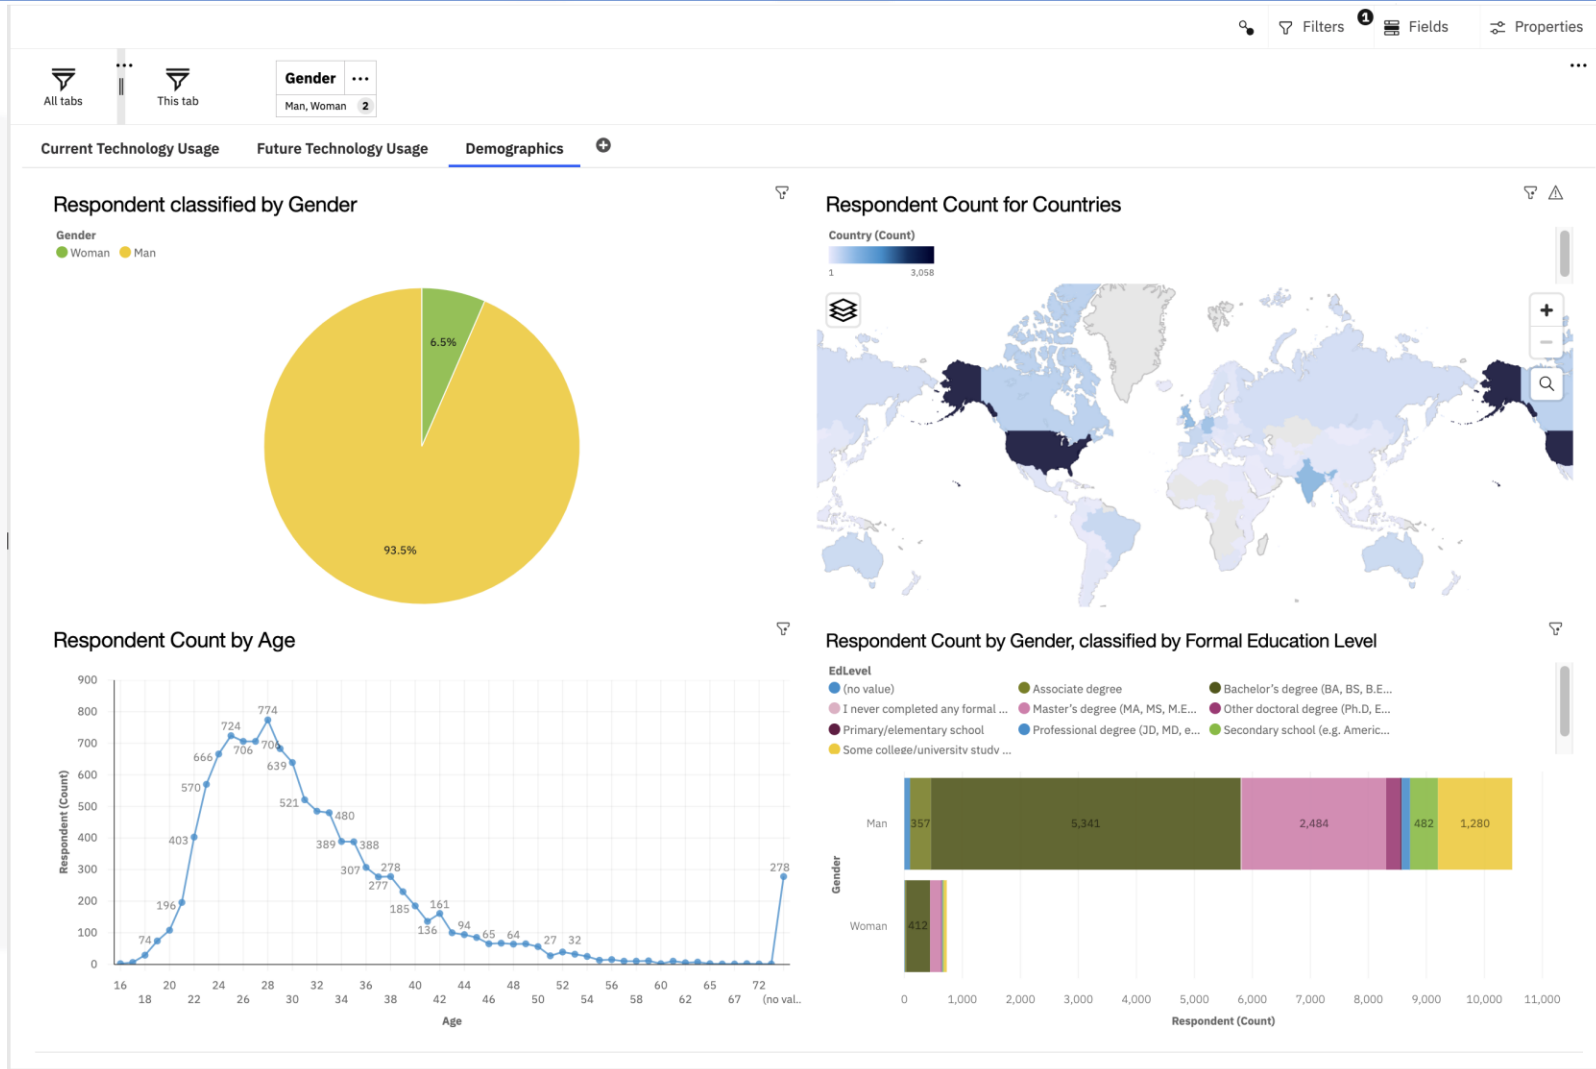 Filters
1
Fields
Properties
All tabs
This tab
Gender
Man, Woman 2
Current Technology Usage
Future Technology Usage
Demographics
Respondent classified by Gender
Gender
Woman Man
6.5%
93.5%
Respondent Count for Countries
Country (Count)
1 3,058
Respondent Count by Age
Respondent (Count)
900
800
700
600
500
400
300
200
100
0
74
196
403
570
666
724
706
774
706
639
521
480
389
388
307
277
278
185
136
161
94
65
64
27
32
278
16 20 24 28 32 36 40 44 48 52 56 60 65 72
18 22 26 30 34 38 42 46 50 54 58 62 67 (no val..
Age
Respondent Count by Gender, classified by Formal Education Level
EdLevel
(no value) Associate degree Bachelor's degree (BA, BS, B.E...
I never completed any formal ... Master's degree (MA, MS, M.E... Other doctoral degree (Ph.D, E...
Primary/elementary school Professional degree (JD, MD, e... Secondary school (e.g. Americ...
Some college/university study ...
Gender
Man
357 5,341 2,484 482 1,280
Woman
412
0 1,000 2,000 3,000 4,000 5,000 6,000 7,000 8,000 9,000 10,000 11,000
Respondent (Count)